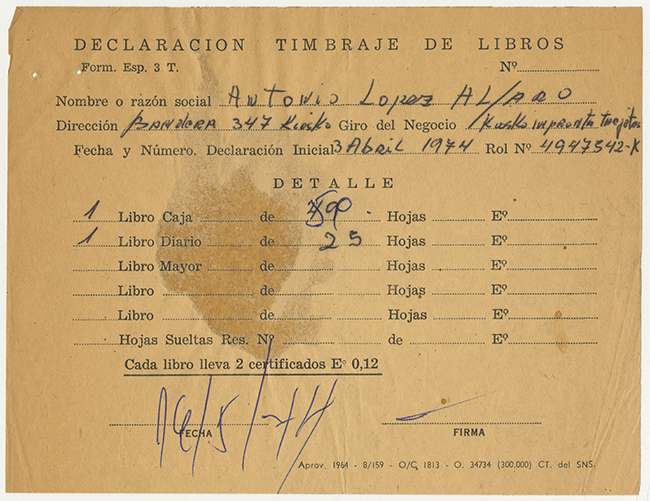 DECLARACION TIMBRAJE DE LIBROS
Form. Esp. 3 T. Nº
Nombre o razón social Antonio Lopez Alfaro
Dirección Bandera 347 Kiosko Giro del Negocio Kiosko imprenta tarjetas
Fecha y Número. Declaración Inicial 3 Abril 1974 Rol Nº 4947542-K
DETALLE
1 Libro Caja de 90 Hojas Eº
1 Libro Diario de 25 Hojas Eº
Libro Mayor de Hojas Eº
Libro de Hojas Eº
Libro de Hojas Eº
Hojas Sueltas Res. Nº de Eº
Cada libro lleva 2 certificados Eº 0,12
16/5/74
FECHA FIRMA
Aprov. 1964 - 8/159 - O/C, 1813 - O. 34734 (300,000) CT. del SNS.